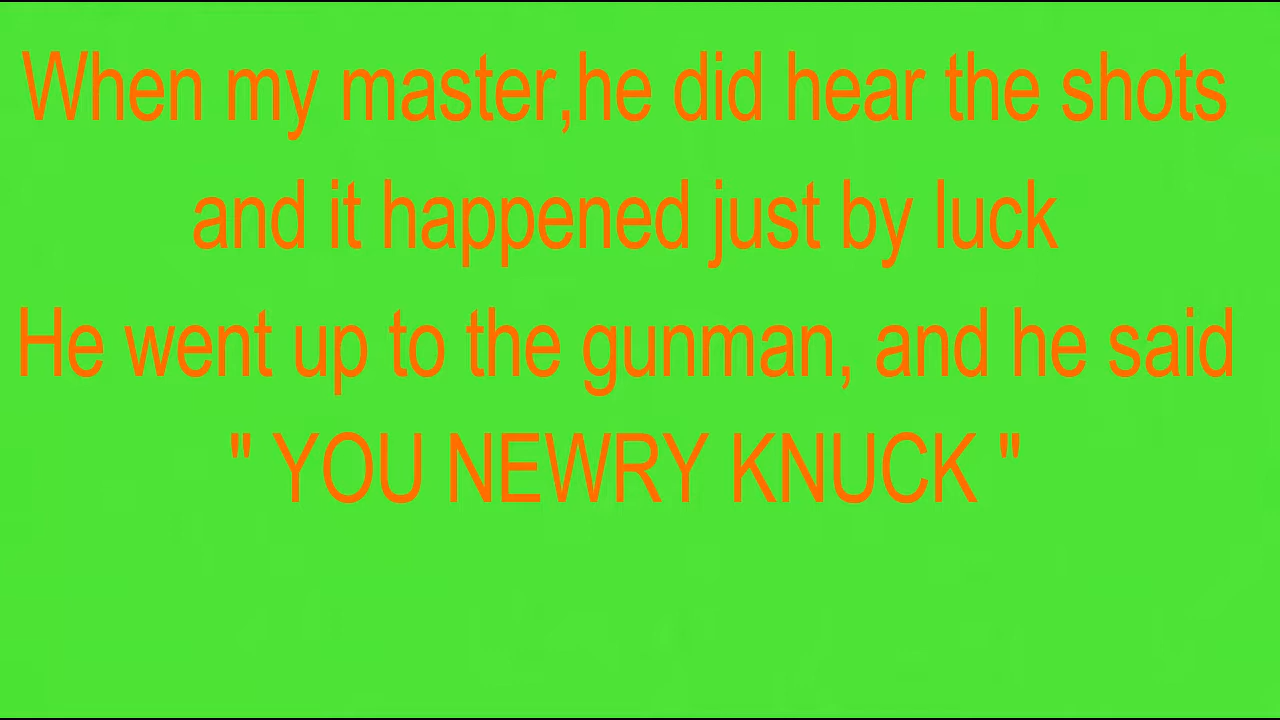 When my master,he did hear the shots
and it happened just by luck
He went up to the gunman, and he said
" YOU NEWRY KNUCK "